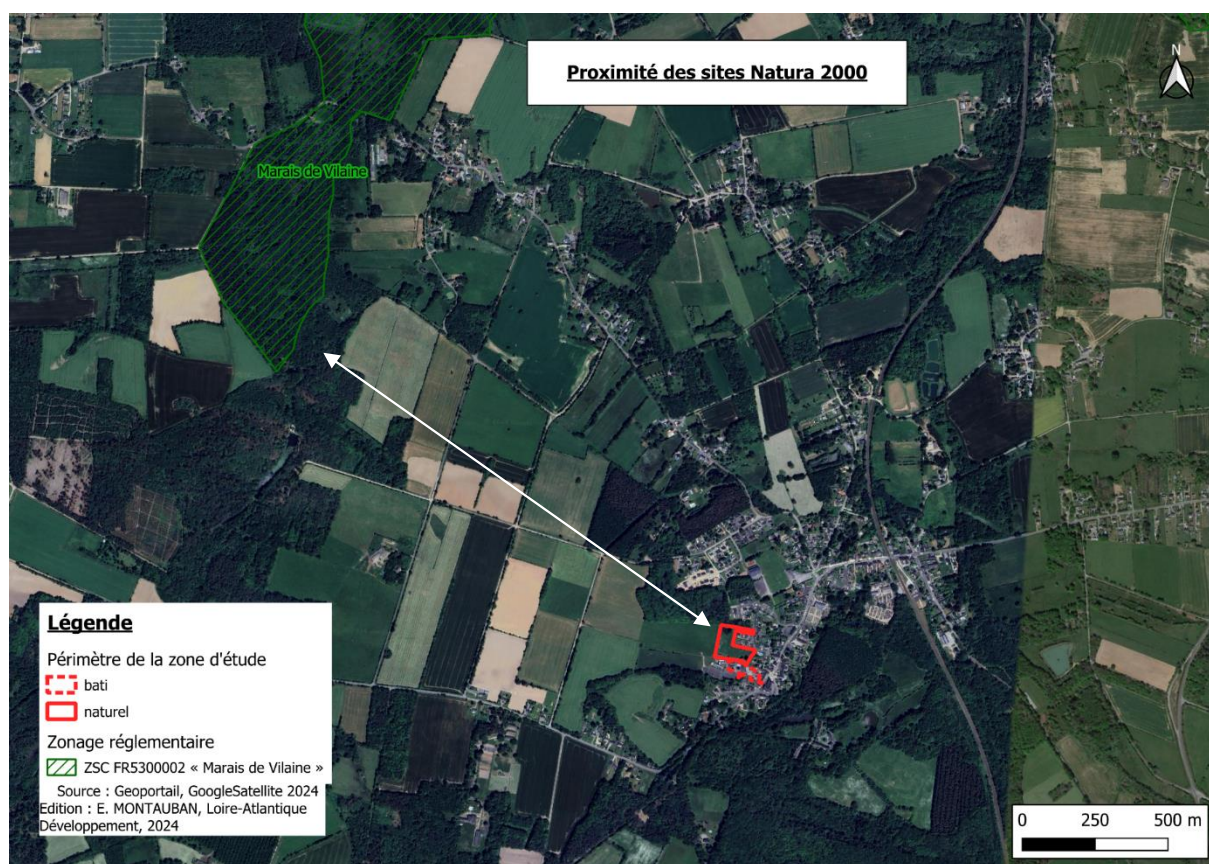 Proximité des sites Natura 2000
N
Marais de Vilaine
Légende
Périmètre de la zone d'étude
bati
naturel
Zonage réglementaire
ZSC FR5300002 « Marais de Vilaine »
Source : Geoportail, GoogleSatellite 2024
Edition : E. MONTAUBAN, Loire-Atlantique
Développement, 2024
0 250 500 m